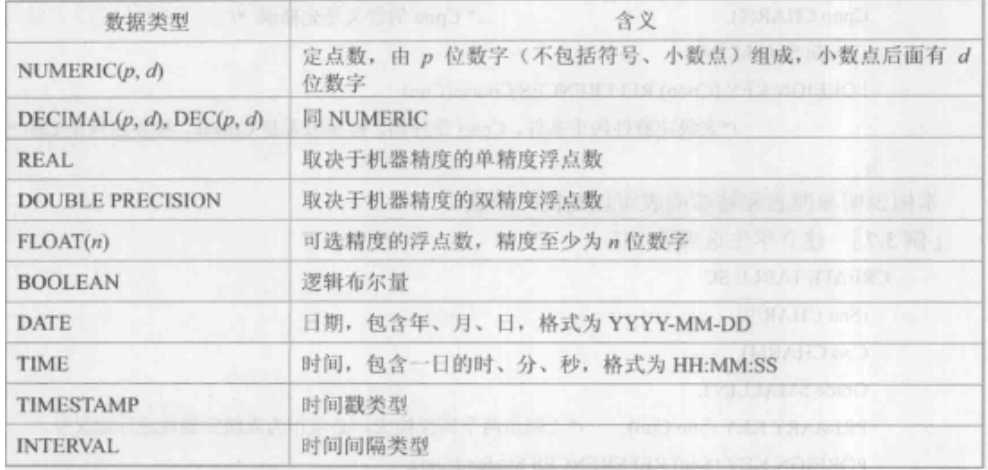 数据类型 含义
NUMERIC(p, d) 定点数，由 p 位数字（不包括符号、小数点）组成，小数点后面有 d
位数字
DECIMAL(p, d), DEC(p, d) 同 NUMERIC
REAL 取决于机器精度的单精度浮点数
DOUBLE PRECISION 取决于机器精度的双精度浮点数
FLOAT(n) 可选精度的浮点数，精度至少为 n 位数字
BOOLEAN 逻辑布尔量
DATE 日期，包含年、月、日，格式为 YYYY-MM-DD
TIME 时间，包含一日的时、分、秒，格式为 HH:MM:SS
TIMESTAMP 时间戳类型
INTERVAL 时间间隔类型